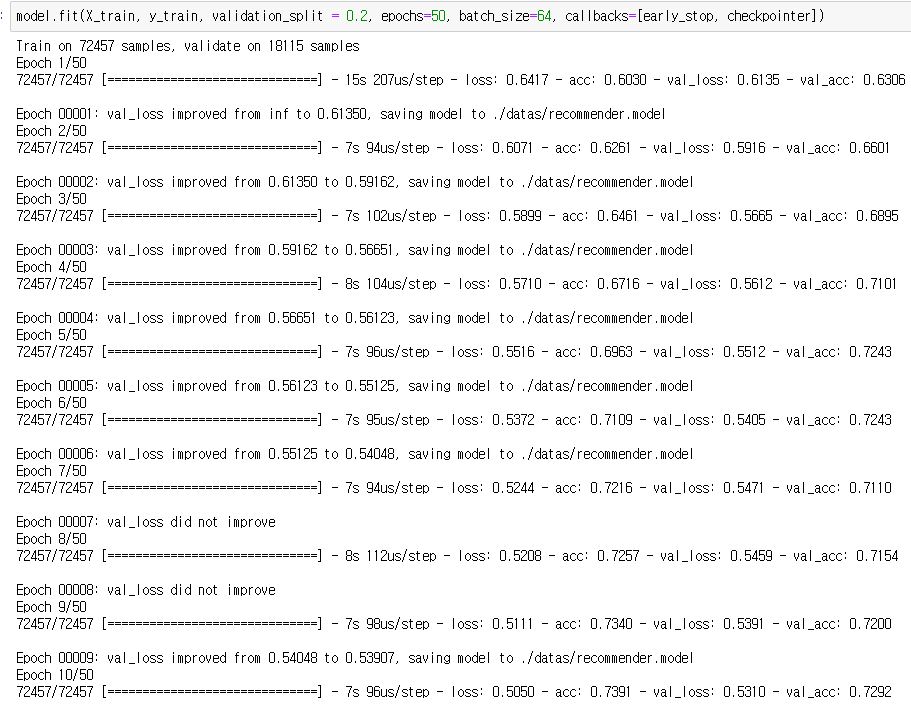 model.fit(X_train, y_train, validation_split = 0.2, epochs=50, batch_size=64, callbacks=[early_stop, checkpointer])
Train on 72457 samples, validate on 18115 samples
Epoch 1/50
72457/72457 [==============================] - 15s 207us/step - loss: 0.6417 - acc: 0.6030 - val_loss: 0.6135 - val_acc: 0.6306
Epoch 00001: val_loss improved from inf to 0.61350, saving model to ./datas/recommender.model
Epoch 2/50
72457/72457 [==============================] - 7s 94us/step - loss: 0.6071 - acc: 0.6261 - val_loss: 0.5916 - val_acc: 0.6601
Epoch 00002: val_loss improved from 0.61350 to 0.59162, saving model to ./datas/recommender.model
Epoch 3/50
72457/72457 [==============================] - 7s 102us/step - loss: 0.5899 - acc: 0.6461 - val_loss: 0.5665 - val_acc: 0.6895
Epoch 00003: val_loss improved from 0.59162 to 0.56651, saving model to ./datas/recommender.model
Epoch 4/50
72457/72457 [==============================] - 8s 104us/step - loss: 0.5710 - acc: 0.6716 - val_loss: 0.5612 - val_acc: 0.7101
Epoch 00004: val_loss improved from 0.56651 to 0.56123, saving model to ./datas/recommender.model
Epoch 5/50
72457/72457 [==============================] - 7s 96us/step - loss: 0.5516 - acc: 0.6963 - val_loss: 0.5512 - val_acc: 0.7243
Epoch 00005: val_loss improved from 0.56123 to 0.55125, saving model to ./datas/recommender.model
Epoch 6/50
72457/72457 [==============================] - 7s 95us/step - loss: 0.5372 - acc: 0.7109 - val_loss: 0.5405 - val_acc: 0.7243
Epoch 00006: val_loss improved from 0.55125 to 0.54048, saving model to ./datas/recommender.model
Epoch 7/50
72457/72457 [==============================] - 7s 94us/step - loss: 0.5244 - acc: 0.7216 - val_loss: 0.5471 - val_acc: 0.7110
Epoch 00007: val_loss did not improve
Epoch 8/50
72457/72457 [==============================] - 8s 112us/step - loss: 0.5208 - acc: 0.7257 - val_loss: 0.5459 - val_acc: 0.7154
Epoch 00008: val_loss did not improve
Epoch 9/50
72457/72457 [==============================] - 7s 98us/step - loss: 0.5111 - acc: 0.7340 - val_loss: 0.5391 - val_acc: 0.7200
Epoch 00009: val_loss improved from 0.54048 to 0.53907, saving model to ./datas/recommender.model
Epoch 10/50
72457/72457 [==============================] - 7s 96us/step - loss: 0.5050 - acc: 0.7391 - val_loss: 0.5310 - val_acc: 0.7292